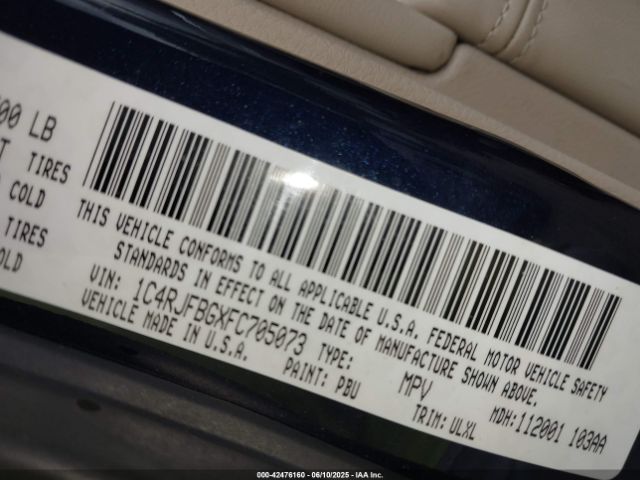 00 LB
T TIRES
COLD
TIRES
OLD
THIS VEHICLE CONFORMS TO ALL APPLICABLE U.S.A. FEDERAL MOTOR VEHICLE SAFETY
STANDARDS IN EFFECT ON THE DATE OF MANUFACTURE SHOWN ABOVE.
VIN: 1C4RJFBGXFC705073 TYPE: MPV MDH:112001 103AA
VEHICLE MADE IN U.S.A. PAINT: PBU TRIM: ULXL
000-42476160 - 06/10/2025 - IAA Inc.